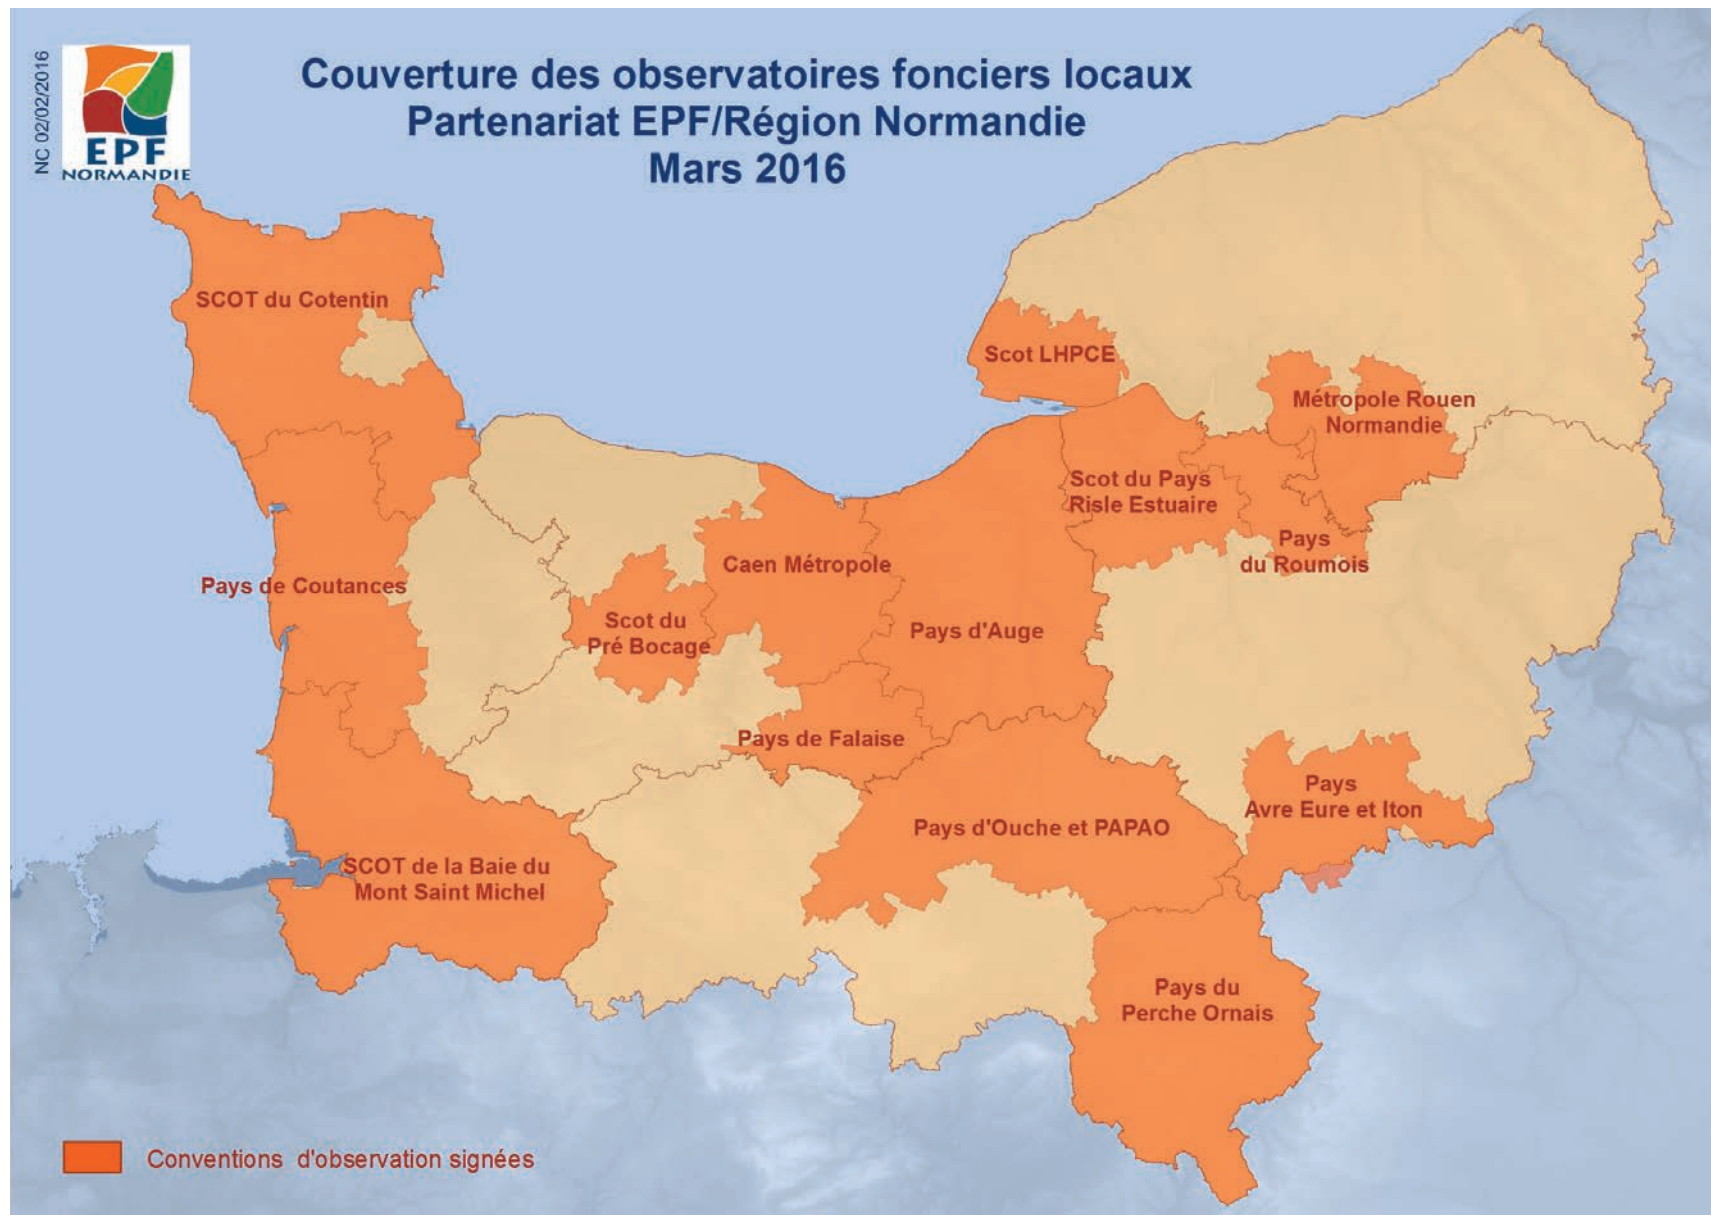 NC 02/02/2016
EPF
NORMANDIE
Couverture des observatoires fonciers locaux
Partenariat EPF/Région Normandie
Mars 2016
SCOT du Cotentin
Scot LHPCE
Métropole Rouen
Normandie
Scot du Pays
Risle Estuaire
Pays
du Roumois
Caen Métropole
Pays de Coutances
Scot du
Pré Bocage
Pays d'Auge
Pays de Falaise
Pays
Avre Eure et Iton
Pays d'Ouche et PAPAO
SCOT de la Baie du
Mont Saint Michel
Pays du
Perche Ornais
Conventions d'observation signées